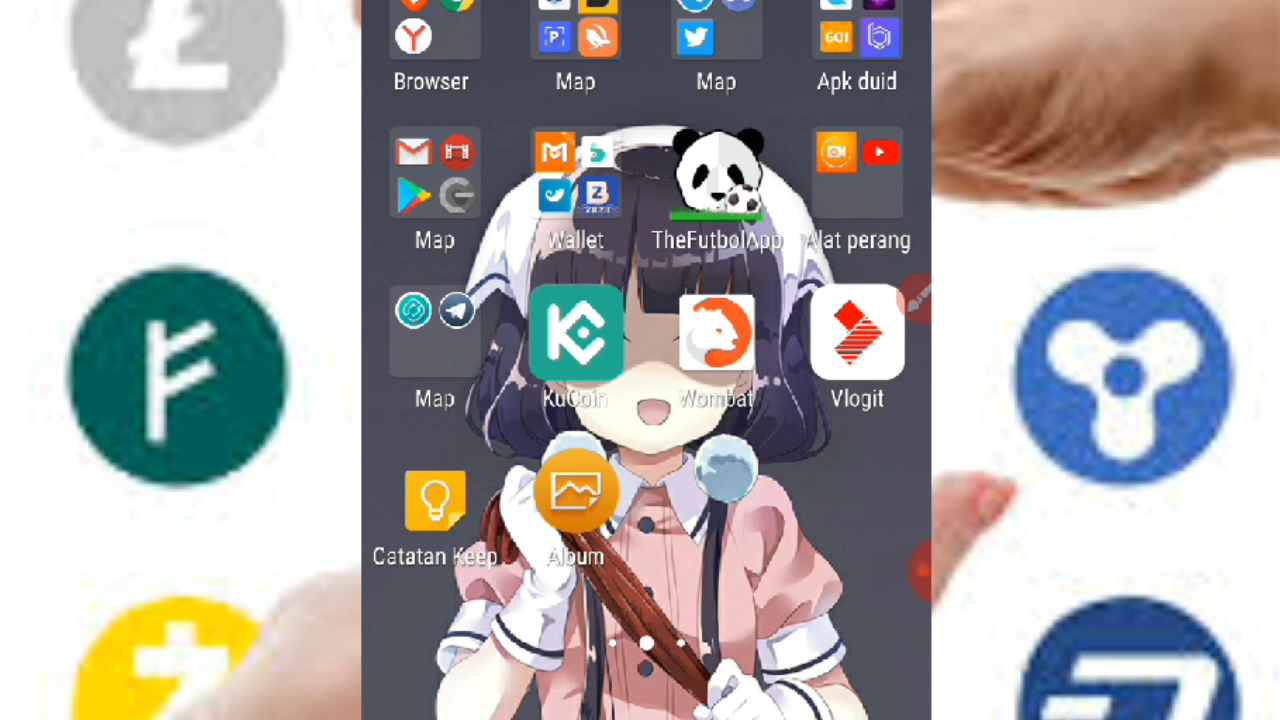 Browser
Map
Map
Apk duid
Map
Wallet
TheFutbolApp
Alat perang
Map
KuCoin
Wombat
Vlogit
Catatan Keep
Album